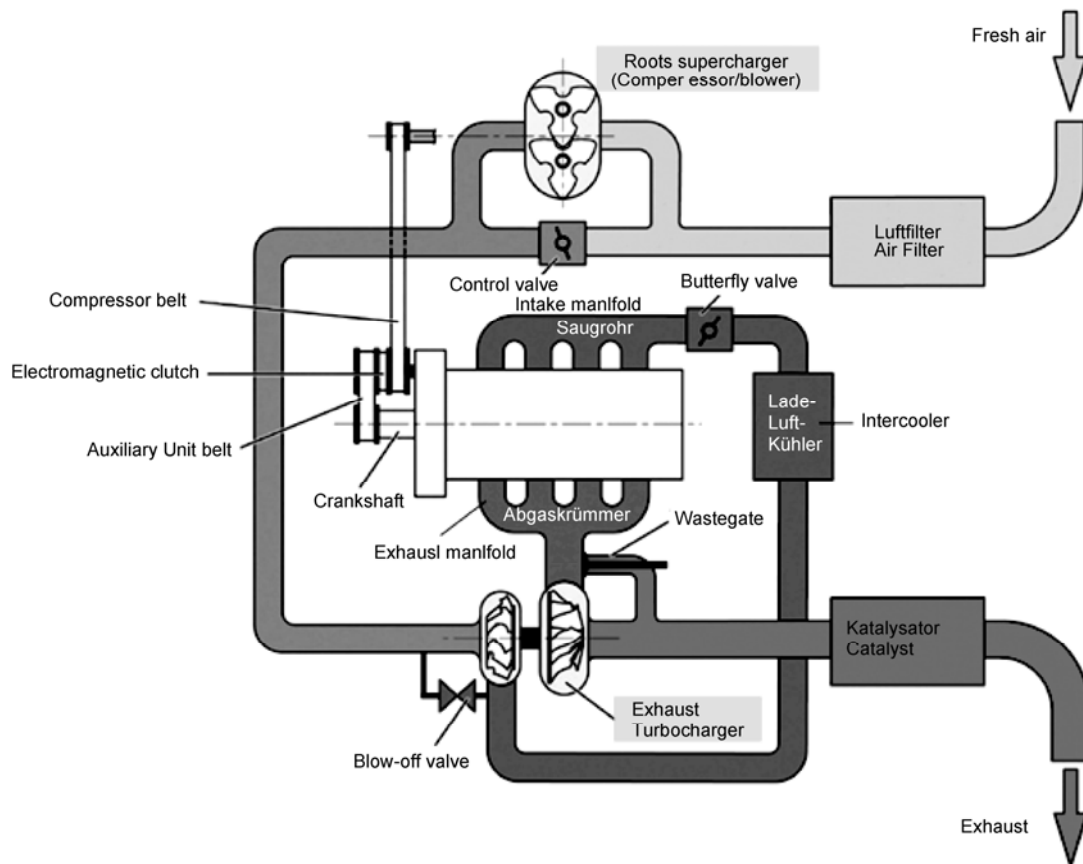 Fresh air
Roots supercharger
(Comper essor/blower)
Luftfilter
Air Filter
Control valve
Butterfly valve
Intake manlfold
Saugrohr
Compressor belt
Electromagnetic clutch
Lade-
Luft-
Kühler
Intercooler
Auxiliary Unit belt
Crankshaft
Abgaskrümmer
Wastegate
Exhausl manlfold
Katalysator
Catalyst
Exhaust
Turbocharger
Blow-off valve
Exhaust